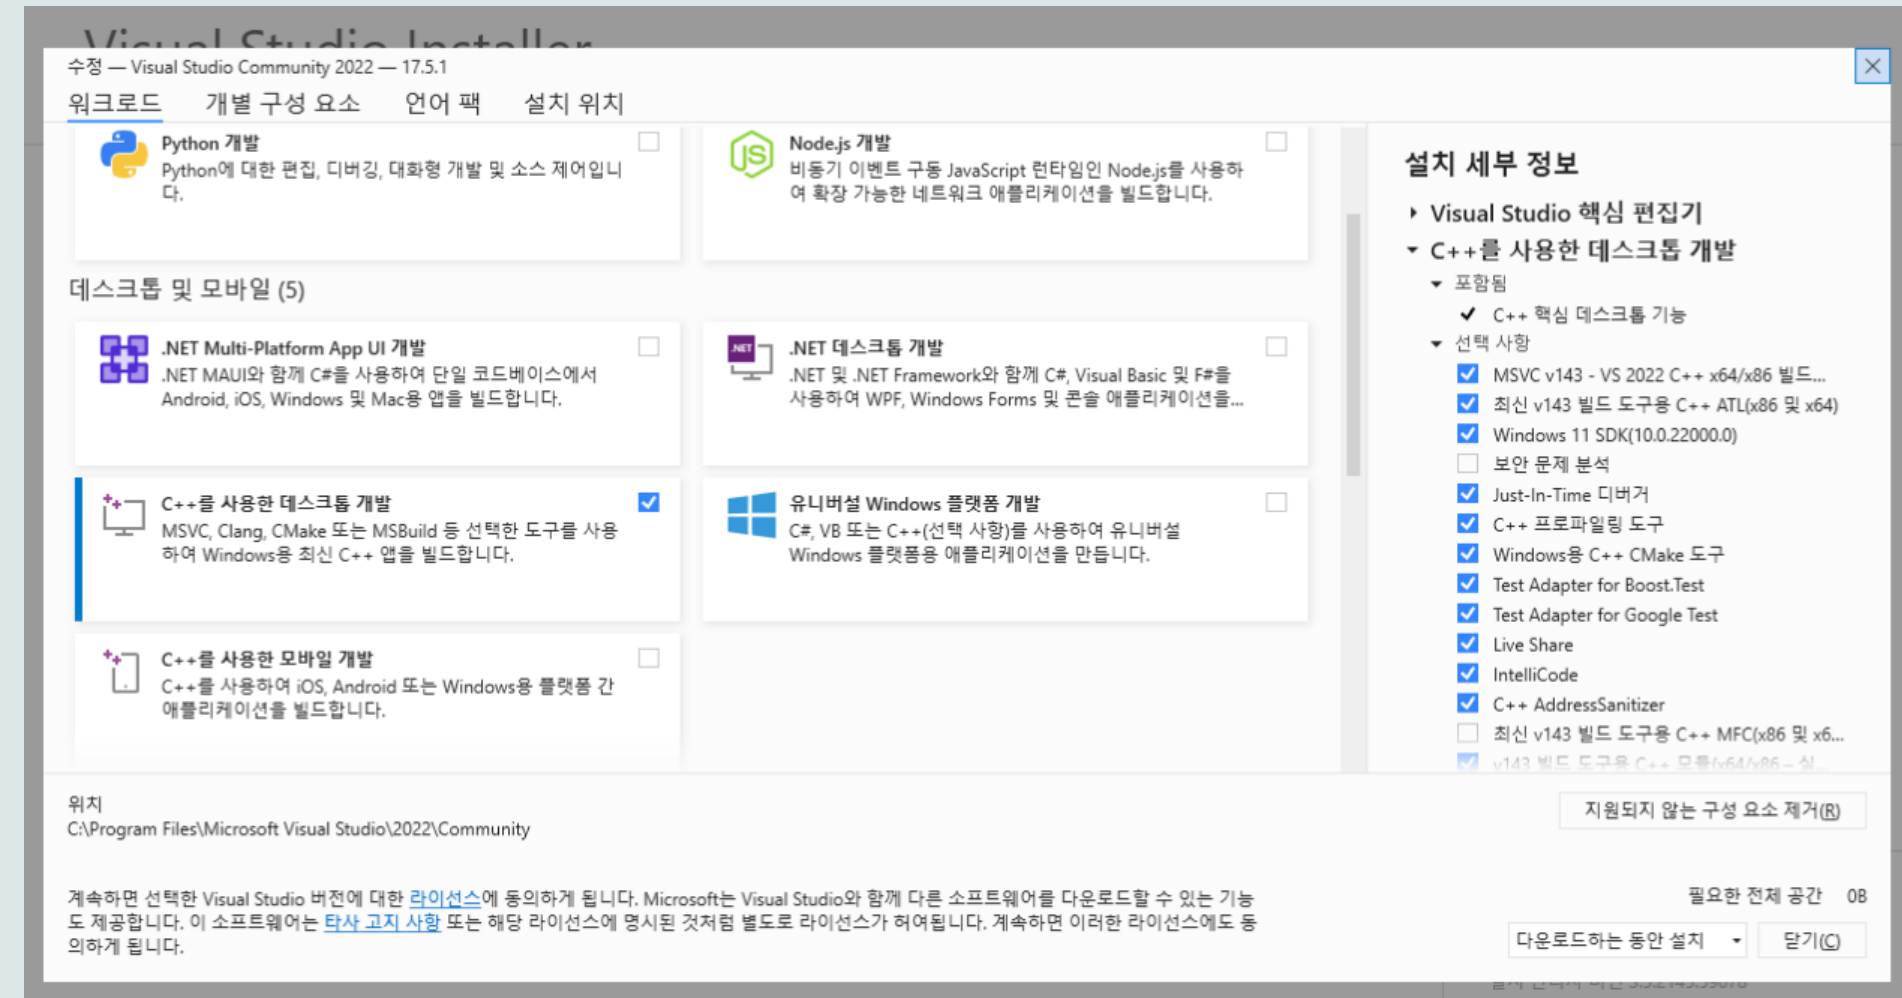 Visual Studio Installer
수정 — Visual Studio Community 2022 — 17.5.1
워크로드 개별 구성 요소 언어 팩 설치 위치
Python 개발
Python에 대한 편집, 디버깅, 대화형 개발 및 소스 제어입니
다.
Node.js 개발
비동기 이벤트 구동 JavaScript 런타임인 Node.js를 사용하
여 확장 가능한 네트워크 애플리케이션을 빌드합니다.
데스크톱 및 모바일 (5)
.NET Multi-Platform App UI 개발
.NET MAUI와 함께 C#을 사용하여 단일 코드베이스에서
Android, iOS, Windows 및 Mac용 앱을 빌드합니다.
.NET
.NET 데스크톱 개발
.NET 및 .NET Framework와 함께 C#, Visual Basic 및 F#을
사용하여 WPF, Windows Forms 및 콘솔 애플리케이션을...
C++를 사용한 데스크톱 개발
MSVC, Clang, CMake 또는 MSBuild 등 선택한 도구를 사용
하여 Windows용 최신 C++ 앱을 빌드합니다.
유니버설 Windows 플랫폼 개발
C#, VB 또는 C++(선택 사항)를 사용하여 유니버설
Windows 플랫폼용 애플리케이션을 만듭니다.
C++를 사용한 모바일 개발
C++를 사용하여 iOS, Android 또는 Windows용 플랫폼 간
애플리케이션을 빌드합니다.
설치 세부 정보
Visual Studio 핵심 편집기
C++를 사용한 데스크톱 개발
포함됨
C++ 핵심 데스크톱 기능
선택 사항
MSVC v143 - VS 2022 C++ x64/x86 빌드...
최신 v143 빌드 도구용 C++ ATL(x86 및 x64)
Windows 11 SDK(10.0.22000.0)
보안 문제 분석
Just-In-Time 디버거
C++ 프로파일링 도구
Windows용 C++ CMake 도구
Test Adapter for Boost.Test
Test Adapter for Google Test
Live Share
IntelliCode
C++ AddressSanitizer
최신 v143 빌드 도구용 C++ MFC(x86 및 x6...
v143 빌드 도구용 C++ 모듈(x64/x86 – 실...
위치
C:\Program Files\Microsoft Visual Studio\2022\Community
지원되지 않는 구성 요소 제거(R)
계속하면 선택한 Visual Studio 버전에 대한 라이선스에 동의하게 됩니다. Microsoft는 Visual Studio와 함께 다른 소프트웨어를 다운로드할 수 있는 기능
도 제공합니다. 이 소프트웨어는 타사 고지 사항 또는 해당 라이선스에 명시된 것처럼 별도로 라이선스가 허여됩니다. 계속하면 이러한 라이선스에도 동
의하게 됩니다.
필요한 전체 공간 0B
다운로드하는 동안 설치 닫기(C)